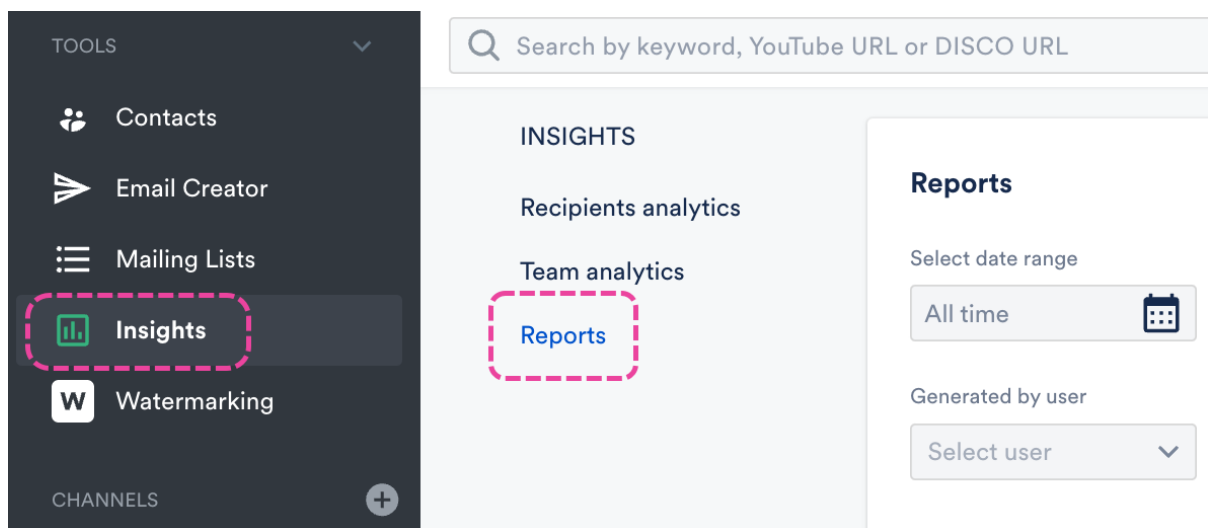 TOOLS
Contacts
Email Creator
Mailing Lists
Insights
W Watermarking
CHANNELS
Search by keyword, YouTube URL or DISCO URL
INSIGHTS
Recipients analytics
Team analytics
Reports
Reports
Select date range
All time
Generated by user
Select user